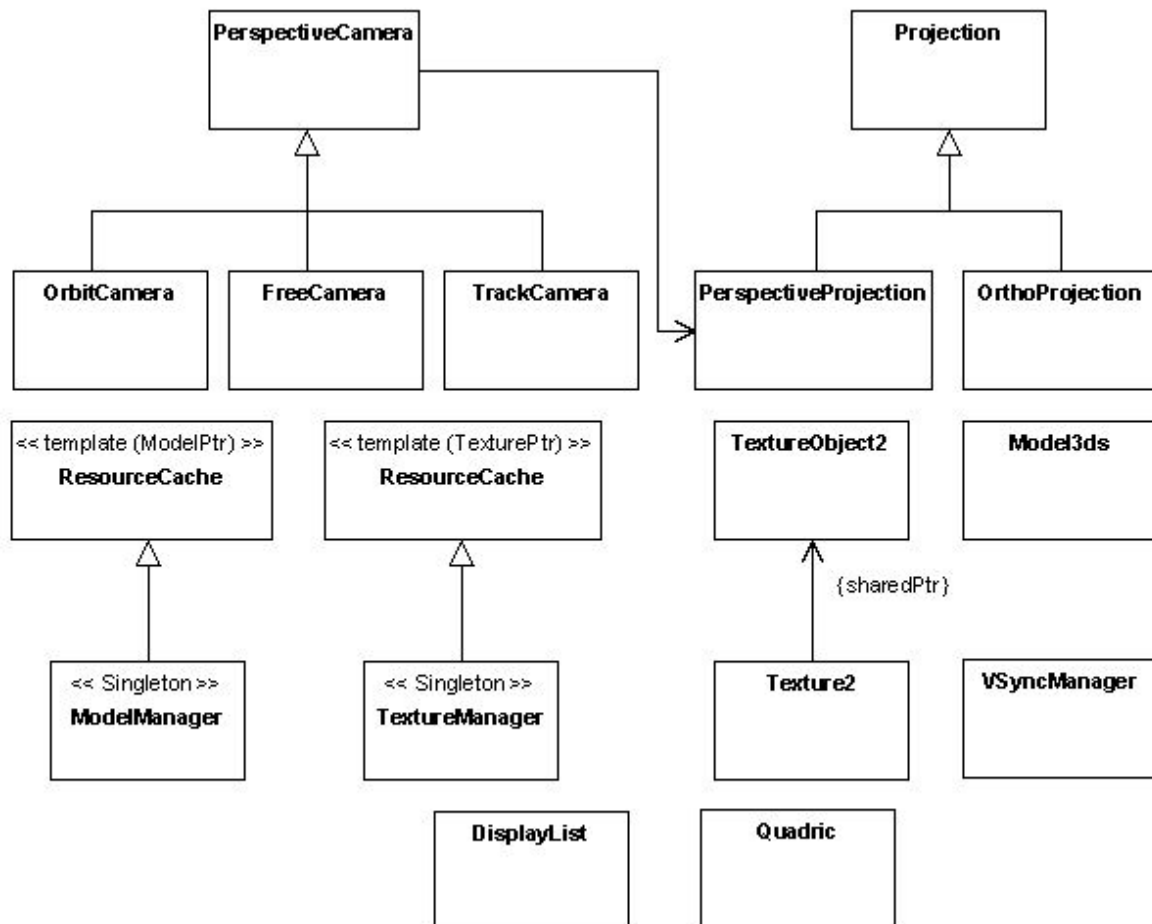 PerspectiveCamera
Projection
OrbitCamera
FreeCamera
TrackCamera
PerspectiveProjection
OrthoProjection
<< template (ModelPtr) >>
ResourceCache
<< template (TexturePtr) >>
ResourceCache
TextureObject2
Model3ds
{sharedPtr}
<< Singleton >>
ModelManager
<< Singleton >>
TextureManager
Texture2
VSyncManager
DisplayList
Quadric